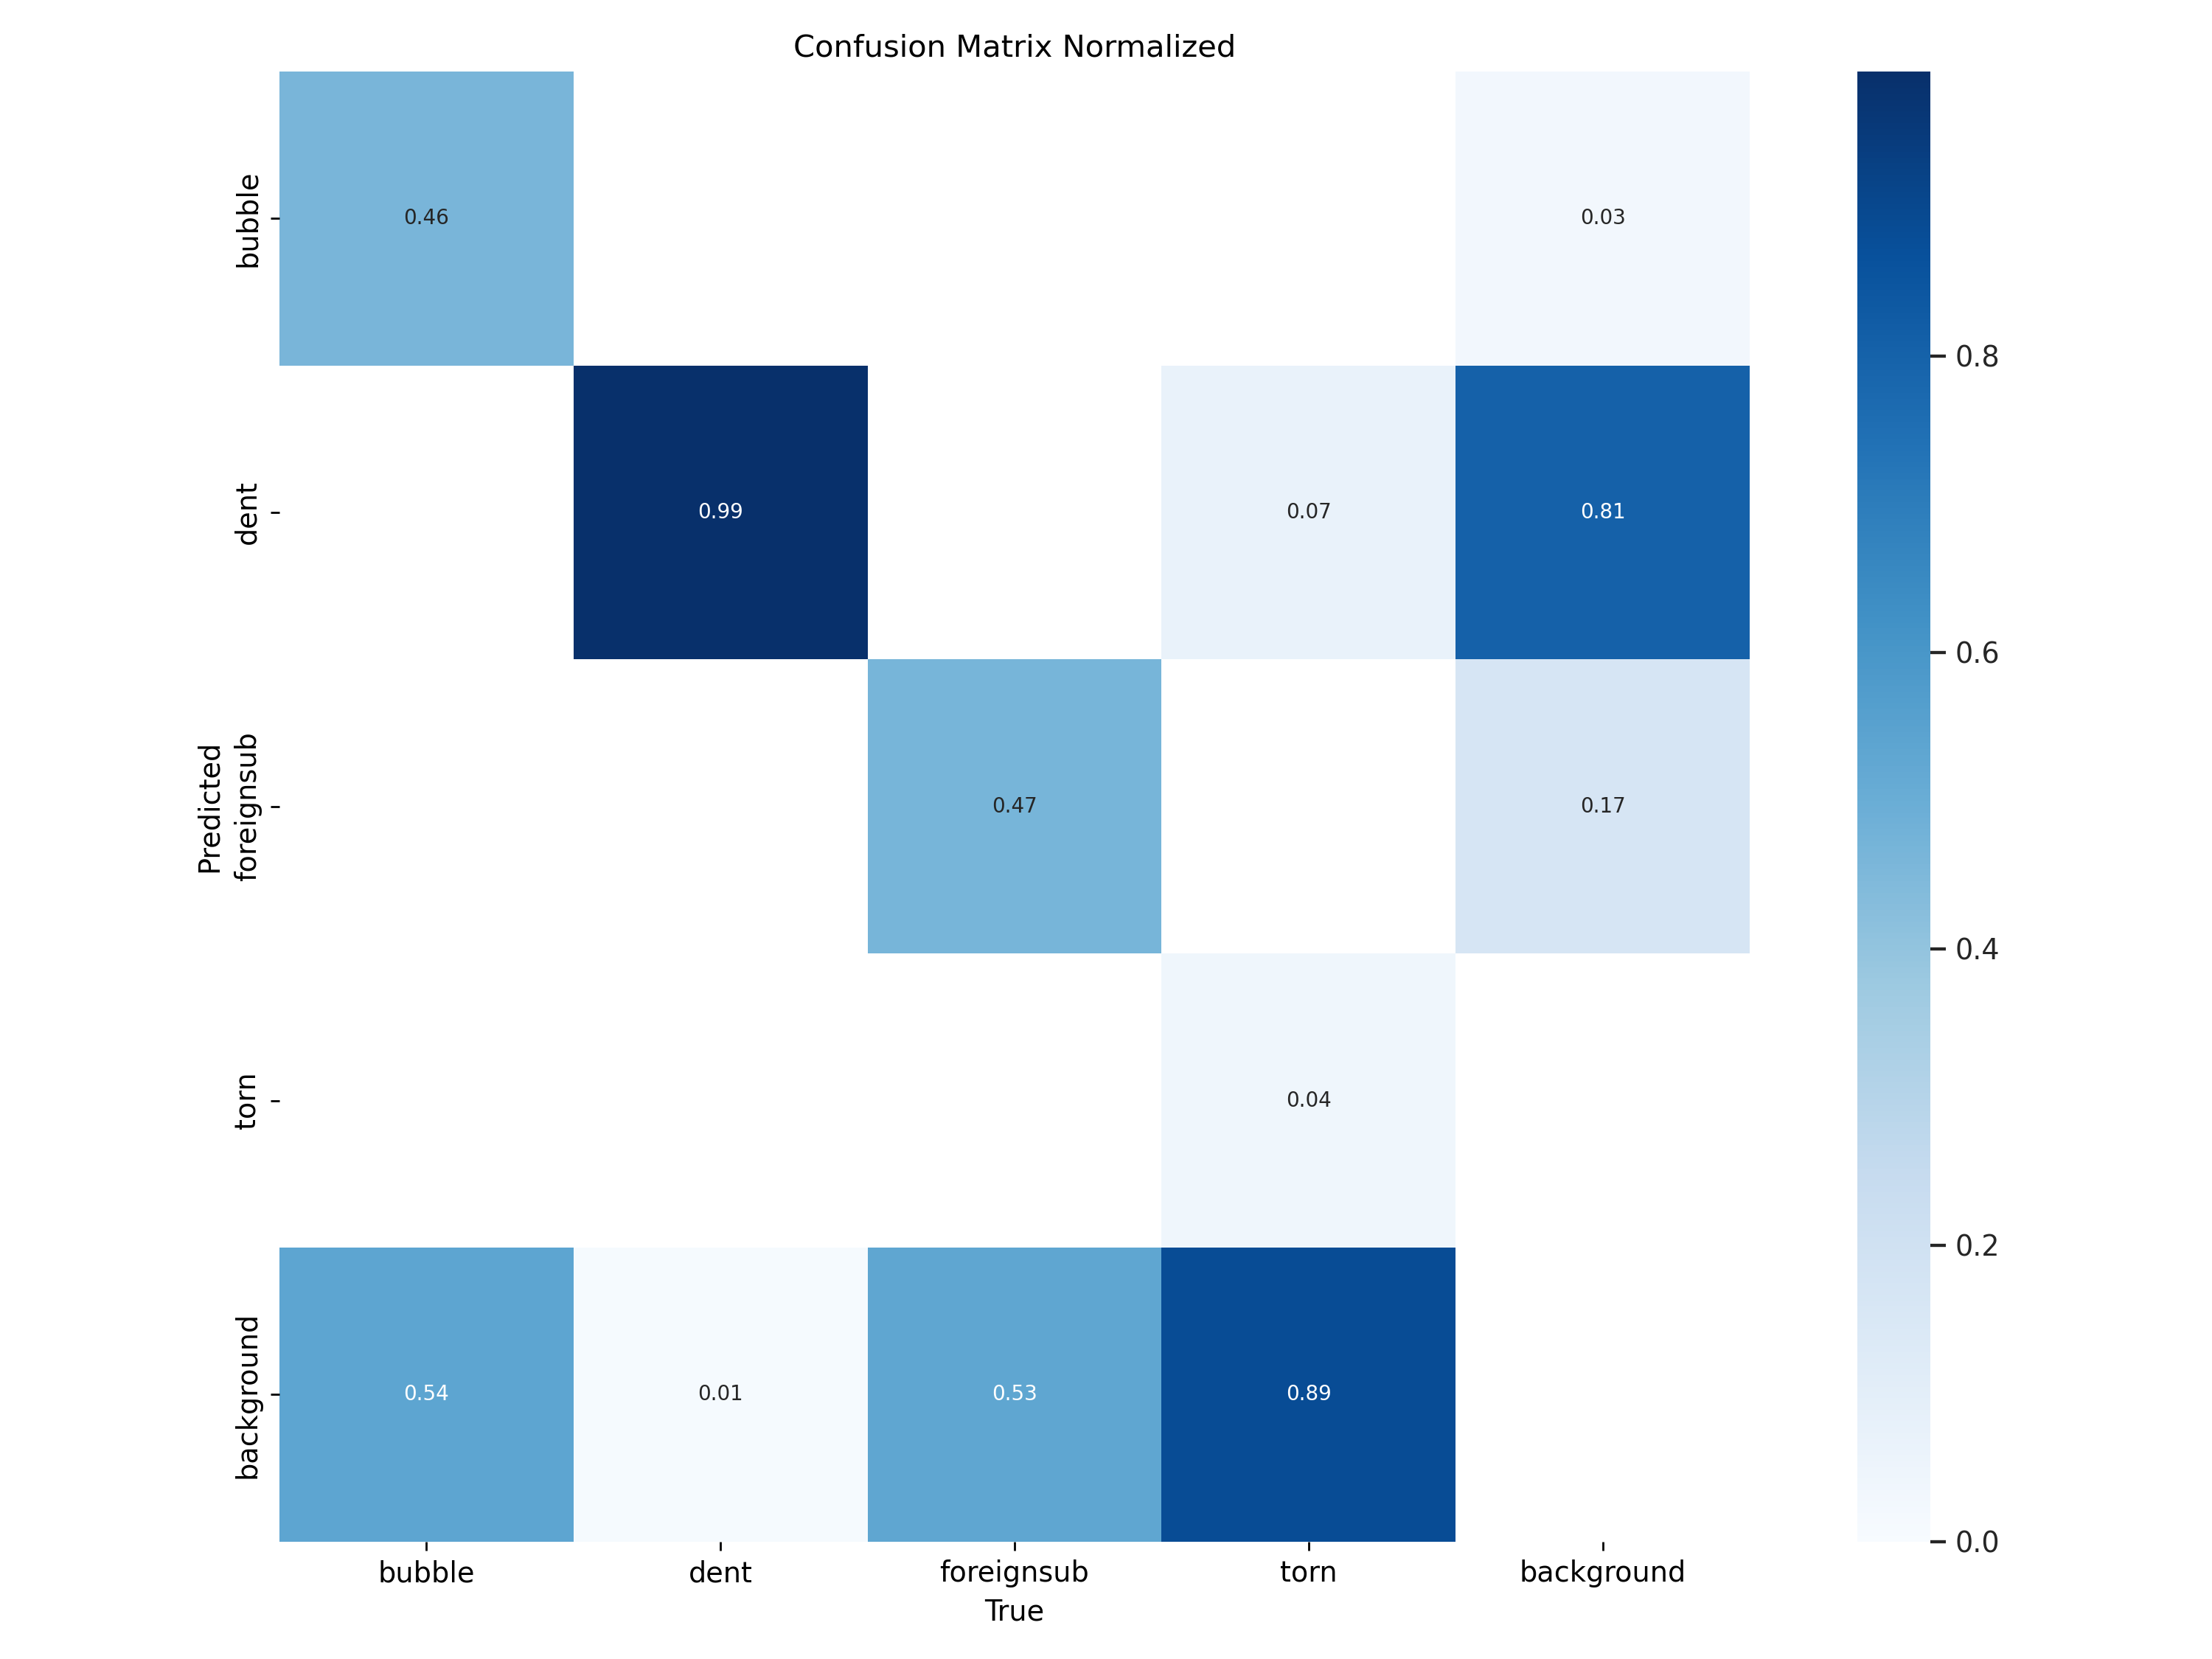 Confusion Matrix Normalized
bubble
0.46
0.03
0.8
dent
0.99
0.07
0.81
0.6
Predicted
foreignsub
0.47
0.17
0.4
torn
0.04
0.2
background
0.54
0.01
0.53
0.89
0.0
bubble
dent
foreignsub
torn
background
True